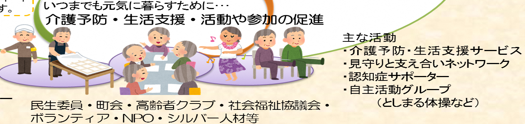 す。
いつまでも元気に暮らすために…
介護予防・生活支援・活動や参加の促進
主な活動
・介護予防・生活支援サービス
・見守りと支え合いネットワーク
・認知症サポーター
・自主活動グループ
（としまる体操など）
民生委員・町会・高齢者クラブ・社会福祉協議会・
ボランティア・NPO・シルバー人材等